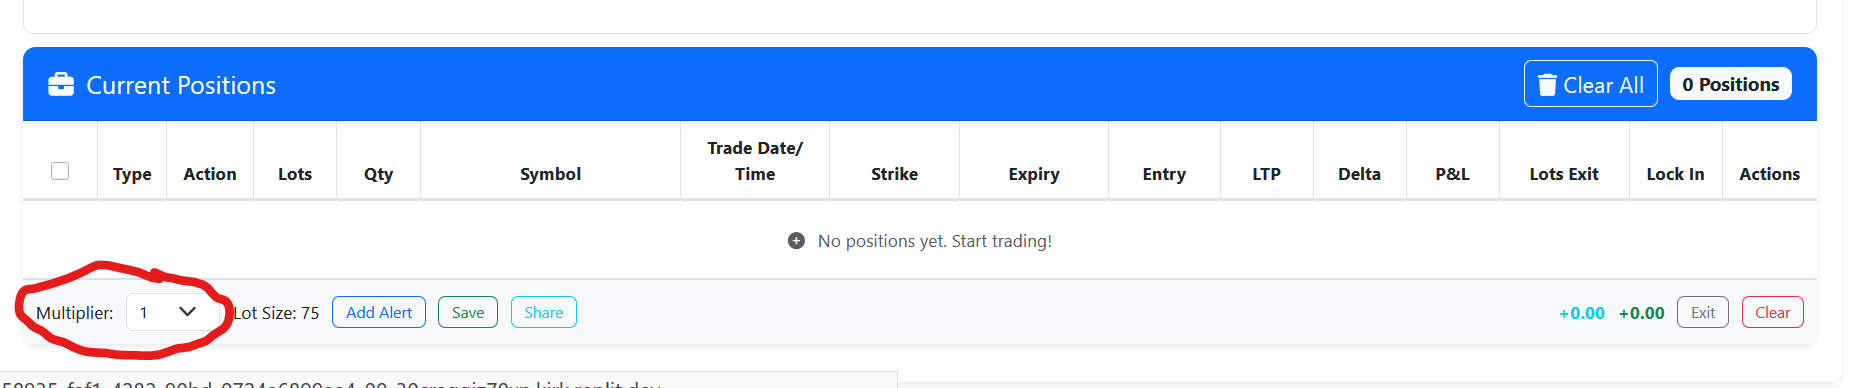 Current Positions
Clear All
0 Positions
Type Action Lots Qty Symbol Trade Date/ Time Strike Expiry Entry LTP Delta P&L Lots Exit Lock In Actions
No positions yet. Start trading!
Multiplier: 1 Lot Size: 75 Add Alert Save Share +0.00 +0.00 Exit Clear